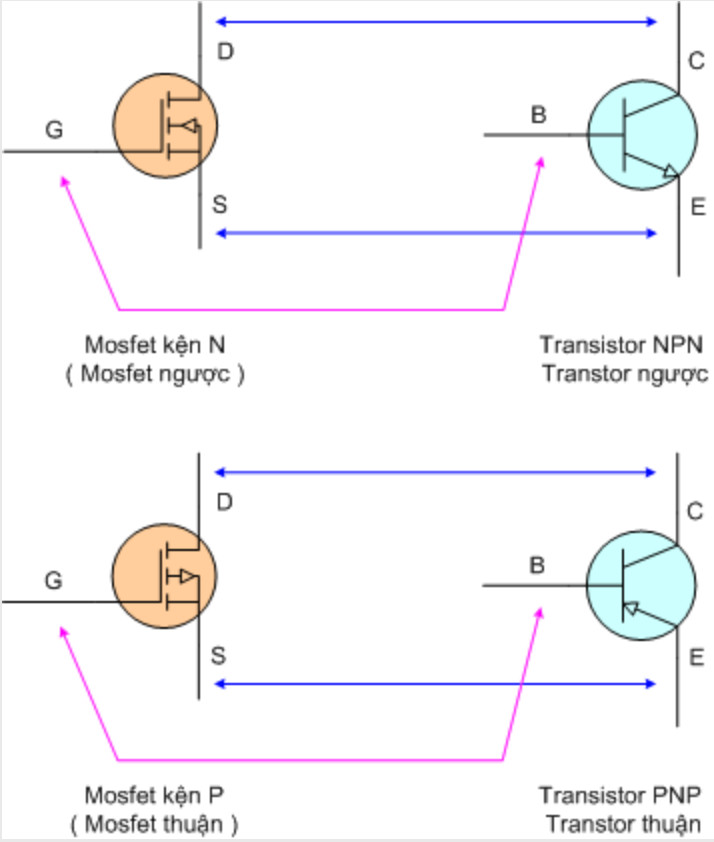 D
C
G
B
S
E
Mosfet kện N
( Mosfet ngược )
Transistor NPN
Transtor ngược
D
C
G
B
S
E
Mosfet kện P
( Mosfet thuận )
Transistor PNP
Transtor thuận